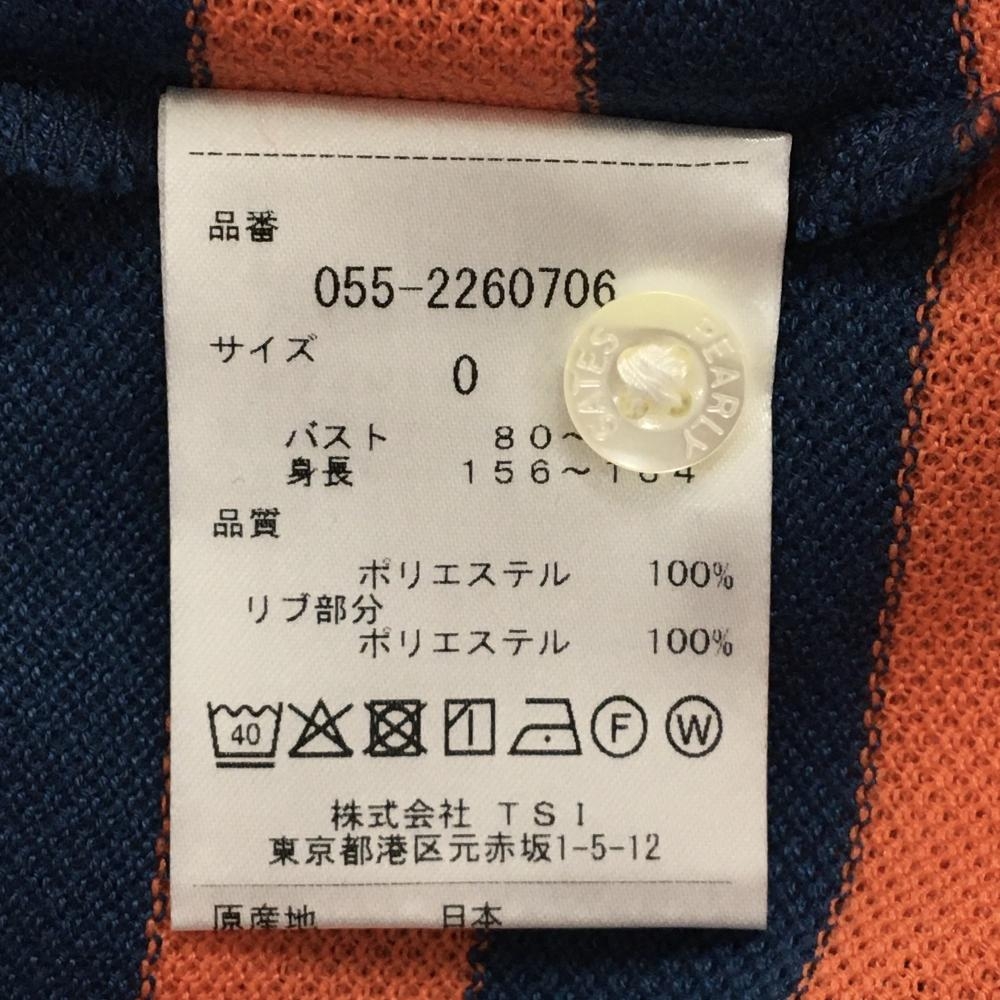 品番
055-2260706
サイズ
0
バスト 80~
身長 156~
品質
ポリエステル 100%
リブ部分
ポリエステル 100%
40 F W
株式会社 TSI
東京都港区元赤坂1-5-12
原産地 日本
PEARLY GATES